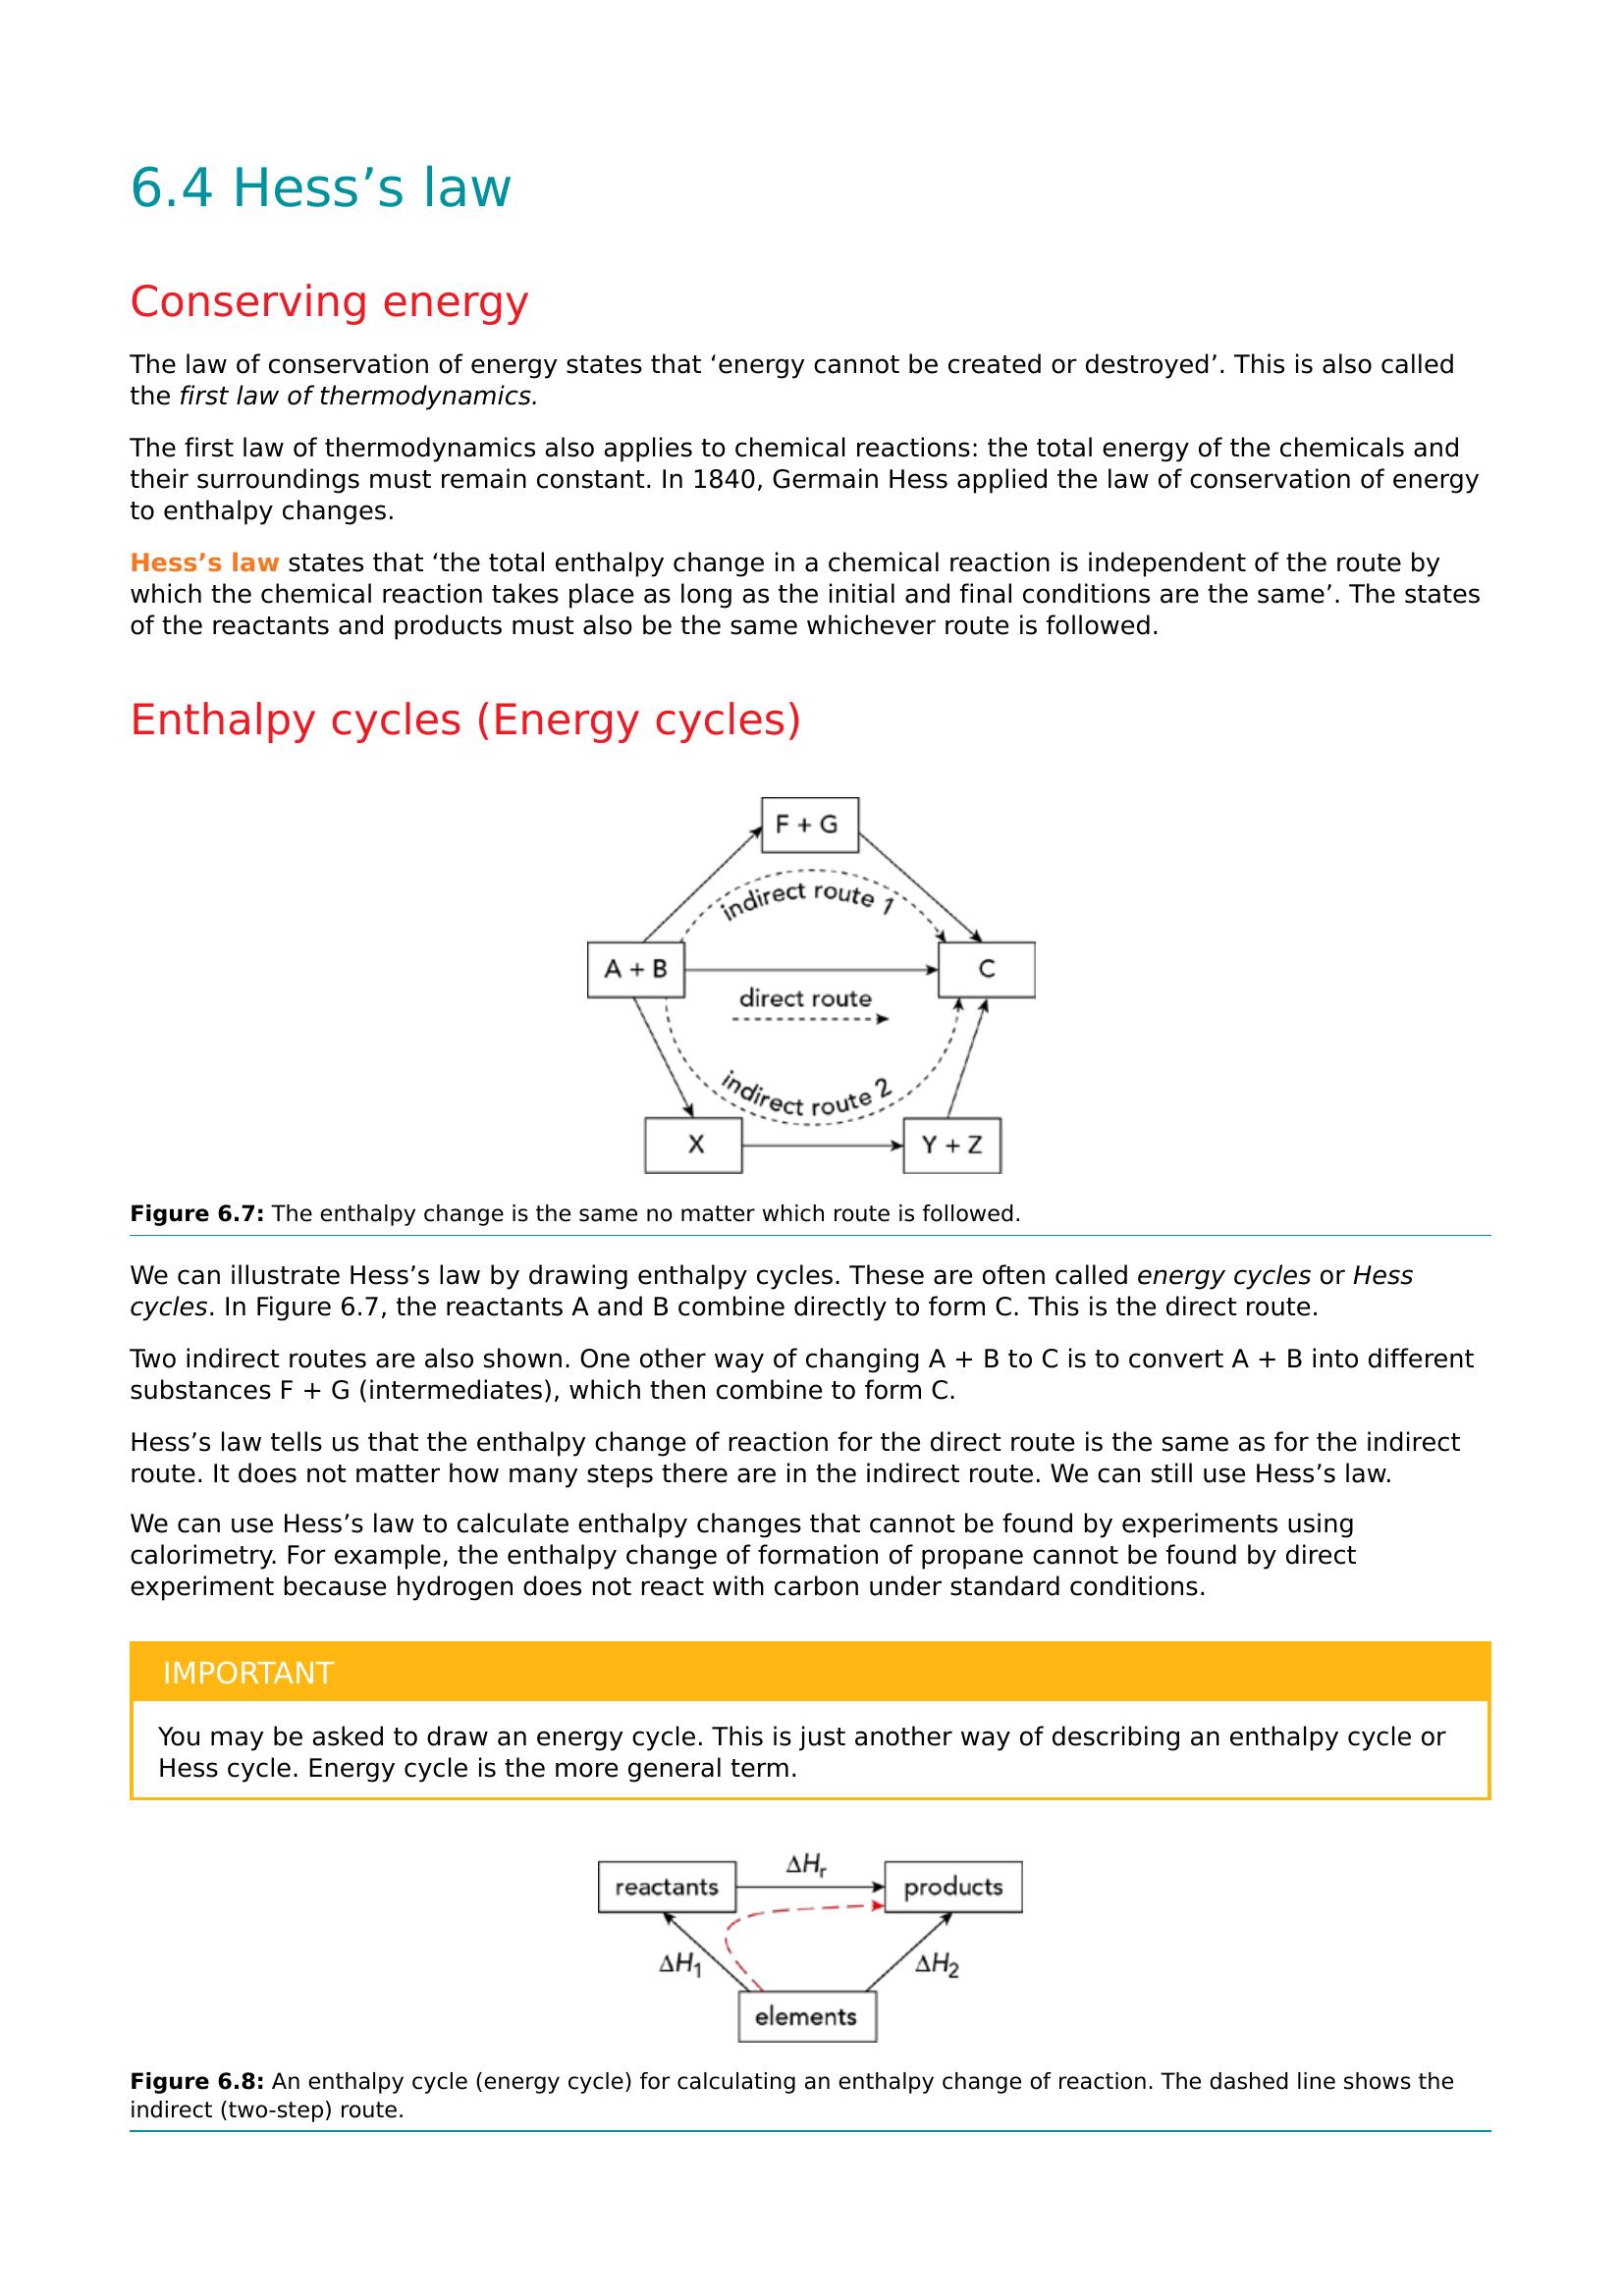 6.4 Hess’s law
Conserving energy
The law of conservation of energy states that ‘energy cannot be created or destroyed’. This is also called
the first law of thermodynamics.
The first law of thermodynamics also applies to chemical reactions: the total energy of the chemicals and
their surroundings must remain constant. In 1840, Germain Hess applied the law of conservation of energy
to enthalpy changes.
Hess’s law states that ‘the total enthalpy change in a chemical reaction is independent of the route by
which the chemical reaction takes place as long as the initial and final conditions are the same’. The states
of the reactants and products must also be the same whichever route is followed.
Enthalpy cycles (Energy cycles)
F + G
indirect route 1
A + B
C
direct route
indirect route 2
X
Y + Z
Figure 6.7: The enthalpy change is the same no matter which route is followed.
We can illustrate Hess’s law by drawing enthalpy cycles. These are often called energy cycles or Hess
cycles. In Figure 6.7, the reactants A and B combine directly to form C. This is the direct route.
Two indirect routes are also shown. One other way of changing A + B to C is to convert A + B into different
substances F + G (intermediates), which then combine to form C.
Hess’s law tells us that the enthalpy change of reaction for the direct route is the same as for the indirect
route. It does not matter how many steps there are in the indirect route. We can still use Hess’s law.
We can use Hess’s law to calculate enthalpy changes that cannot be found by experiments using
calorimetry. For example, the enthalpy change of formation of propane cannot be found by direct
experiment because hydrogen does not react with carbon under standard conditions.
IMPORTANT
You may be asked to draw an energy cycle. This is just another way of describing an enthalpy cycle or
Hess cycle. Energy cycle is the more general term.
ΔHr
reactants
products
ΔH1
ΔH2
elements
Figure 6.8: An enthalpy cycle (energy cycle) for calculating an enthalpy change of reaction. The dashed line shows the
indirect (two-step) route.